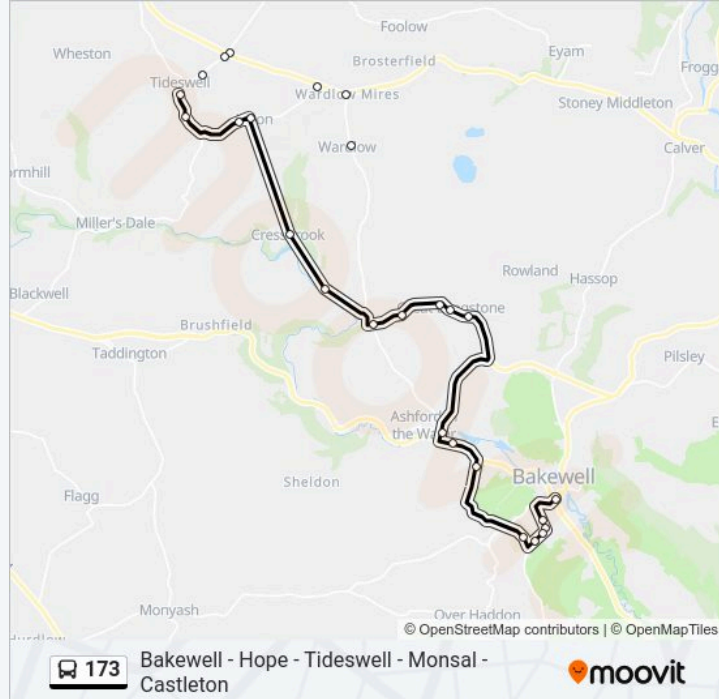 Foolow
Wheston
Brosterfield
Eyam
Frogg
Tideswell
Wardlow Mires
Stoney Middleton
Calver
Wardlow
ormhill
Miller's-Dale
Cressbrook
Rowland
Hassop
Blackwell
Brushfield
Taddington
Pilsley
Ashford in
the Water
Sheldon
Bakewell
Flagg
Monyash
Over Haddon
© OpenStreetMap contributors | © OpenMapTiles
173
Bakewell - Hope - Tideswell - Monsal -
Castleton
moovit